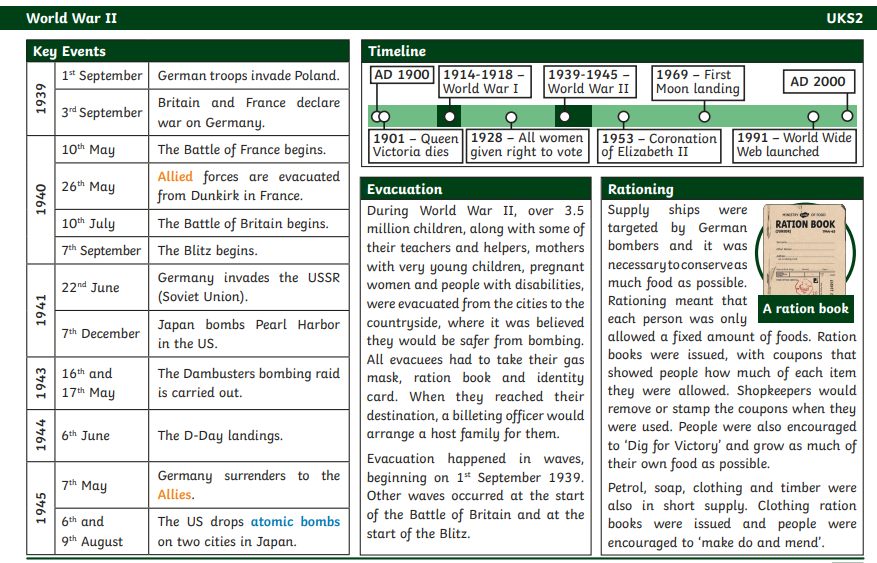 World War II
UKS2
Key Events
1939
1st September
German troops invade Poland.
3rd September
Britain and France declare
war on Germany.
1940
10th May
The Battle of France begins.
26th May
Allied forces are evacuated
from Dunkirk in France.
10th July
The Battle of Britain begins.
7th September
The Blitz begins.
1941
22nd June
Germany invades the USSR
(Soviet Union).
7th December
Japan bombs Pearl Harbor
in the US.
1943
16th and
17th May
The Dambusters bombing raid
is carried out.
1944
6th June
The D-Day landings.
1945
7th May
Germany surrenders to the
Allies.
6th and
9th August
The US drops atomic bombs
on two cities in Japan.
Timeline
AD 1900
1914-1918 –
World War I
1939-1945 –
World War II
1969 – First
Moon landing
AD 2000
1901 – Queen
Victoria dies
1928 – All women
given right to vote
1953 – Coronation
of Elizabeth II
1991 – World Wide
Web launched
Evacuation
During World War II, over 3.5
million children, along with some of
their teachers and helpers, mothers
with very young children, pregnant
women and people with disabilities,
were evacuated from the cities to the
countryside, where it was believed
they would be safer from bombing.
All evacuees had to take their gas
mask, ration book and identity
card. When they reached their
destination, a billeting officer would
arrange a host family for them.
Evacuation happened in waves,
beginning on 1st September 1939.
Other waves occurred at the start
of the Battle of Britain and at the
start of the Blitz.
Rationing
Supply ships were
targeted by German
bombers and it was
necessary to conserve as
much food as possible.
Rationing meant that
each person was only
allowed a fixed amount of foods. Ration
books were issued, with coupons that
showed people how much of each item
they were allowed. Shopkeepers would
remove or stamp the coupons when they
were used. People were also encouraged
to ‘Dig for Victory’ and grow as much of
their own food as possible.
Petrol, soap, clothing and timber were
also in short supply. Clothing ration
books were issued and people were
encouraged to ‘make do and mend’.
MINISTRY OF FOOD
RATION BOOK
A ration book